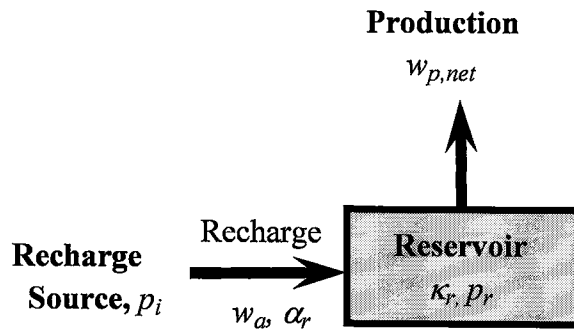 Production
w_{p,net}
Recharge
Recharge
Source, p_i
w_a, α_r
Reservoir
κ_r, p_r